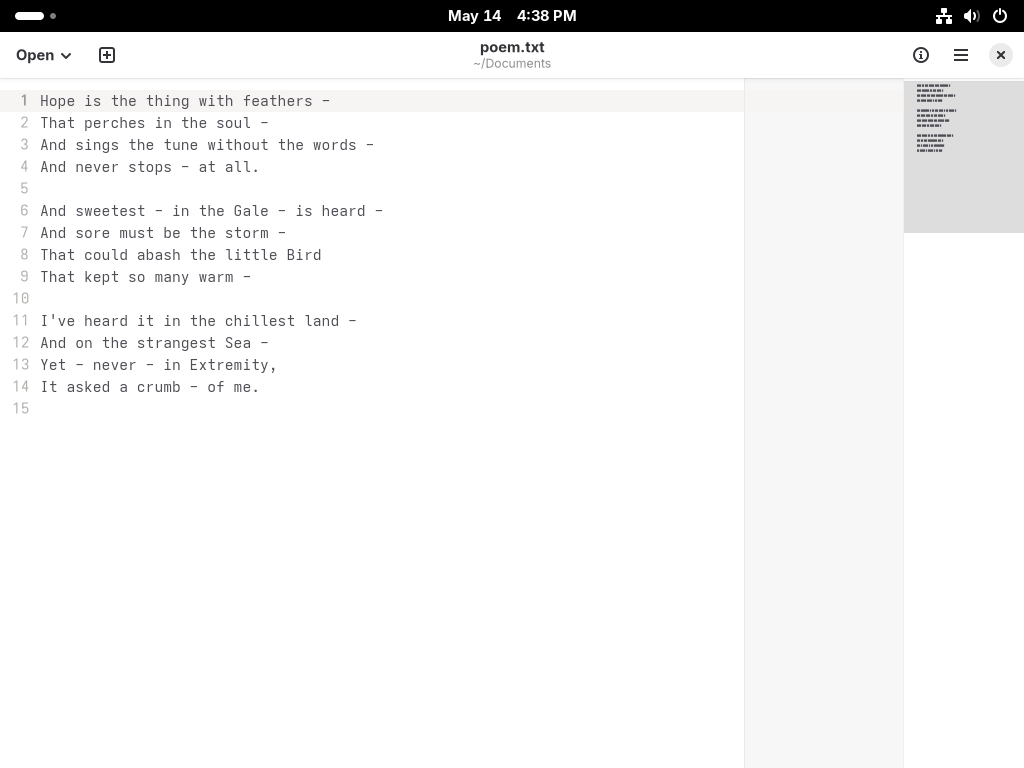 May 14 4:38 PM
Open
poem.txt
~/Documents
1 Hope is the thing with feathers –
2 That perches in the soul –
3 And sings the tune without the words –
4 And never stops – at all.
5
6 And sweetest – in the Gale – is heard –
7 And sore must be the storm –
8 That could abash the little Bird
9 That kept so many warm –
10
11 I've heard it in the chillest land –
12 And on the strangest Sea –
13 Yet – never – in Extremity,
14 It asked a crumb – of me.
15